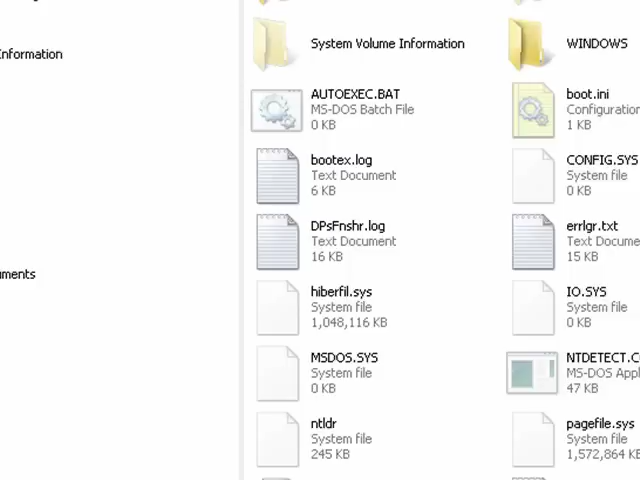 nformation
uments
System Volume Information
WINDOWS
AUTOEXEC.BAT
MS-DOS Batch File
0 KB
boot.ini
Configuration
1 KB
bootex.log
Text Document
6 KB
CONFIG.SYS
System file
0 KB
DPsFnshr.log
Text Document
16 KB
errlgr.txt
Text Docume
15 KB
hiberfil.sys
System file
1,048,116 KB
IO.SYS
System file
0 KB
MSDOS.SYS
System file
0 KB
NTDETECT.C
MS-DOS Appl
47 KB
ntldr
System file
245 KB
pagefile.sys
System file
1,572,864 KB